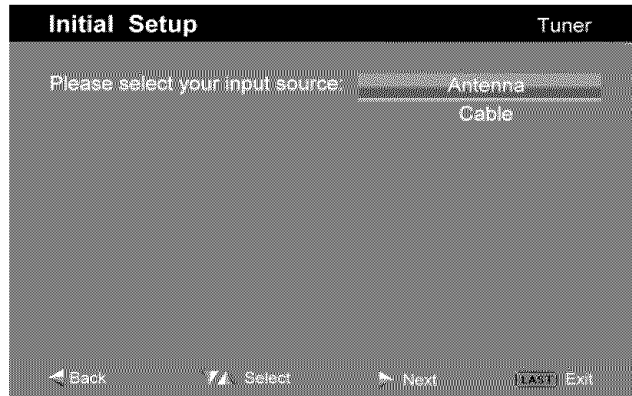 Initial Setup Tuner
Please select your input source: Antenna
Cable
Back Select Next LAST Exit